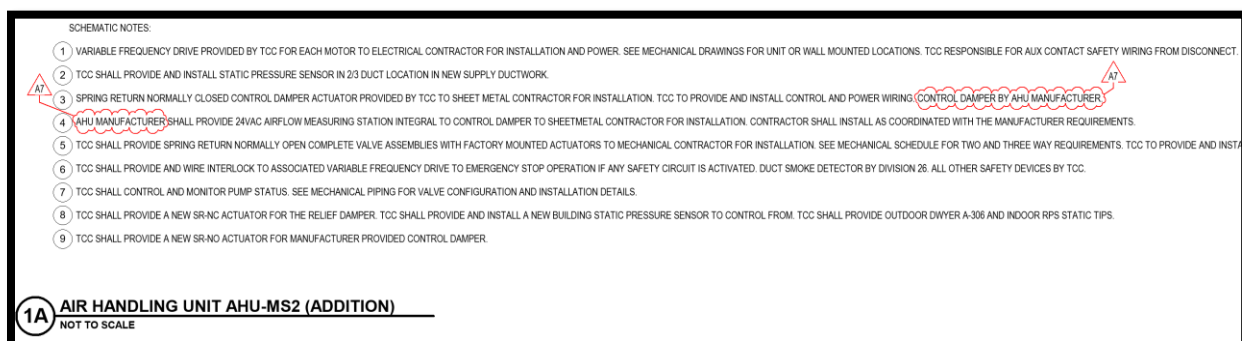 SCHEMATIC NOTES:
1 VARIABLE FREQUENCY DRIVE PROVIDED BY TCC FOR EACH MOTOR TO ELECTRICAL CONTRACTOR FOR INSTALLATION AND POWER. SEE MECHANICAL DRAWINGS FOR UNIT OR WALL MOUNTED LOCATIONS. TCC RESPONSIBLE FOR AUX CONTACT SAFETY WIRING FROM DISCONNECT.
2 TCC SHALL PROVIDE AND INSTALL STATIC PRESSURE SENSOR IN 2/3 DUCT LOCATION IN NEW SUPPLY DUCTWORK.
A7
A7
3 SPRING RETURN NORMALLY CLOSED CONTROL DAMPER ACTUATOR PROVIDED BY TCC TO SHEET METAL CONTRACTOR FOR INSTALLATION. TCC TO PROVIDE AND INSTALL CONTROL AND POWER WIRING. CONTROL DAMPER BY AHU MANUFACTURER
4 AHU MANUFACTURER SHALL PROVIDE 24VAC AIRFLOW MEASURING STATION INTEGRAL TO CONTROL DAMPER TO SHEETMETAL CONTRACTOR FOR INSTALLATION. CONTRACTOR SHALL INSTALL AS COORDINATED WITH THE MANUFACTURER REQUIREMENTS.
5 TCC SHALL PROVIDE SPRING RETURN NORMALLY OPEN COMPLETE VALVE ASSEMBLIES WITH FACTORY MOUNTED ACTUATORS TO MECHANICAL CONTRACTOR FOR INSTALLATION. SEE MECHANICAL SCHEDULE FOR TWO AND THREE WAY REQUIREMENTS. TCC TO PROVIDE AND
6 TCC SHALL PROVIDE AND WIRE INTERLOCK TO ASSOCIATED VARIABLE FREQUENCY DRIVE TO EMERGENCY STOP OPERATION IF ANY SAFETY CIRCUIT IS ACTIVATED. DUCT SMOKE DETECTOR BY DIVISION 26. ALL OTHER SAFETY DEVICES BY TCC.
7 TCC SHALL CONTROL AND MONITOR PUMP STATUS. SEE MECHANICAL PIPING FOR VALVE CONFIGURATION AND INSTALLATION DETAILS.
8 TCC SHALL PROVIDE A NEW SR-NC ACTUATOR FOR THE RELIEF DAMPER. TCC SHALL PROVIDE AND INSTALL A NEW BUILDING STATIC PRESSURE SENSOR TO CONTROL FROM. TCC SHALL PROVIDE OUTDOOR DWYER A-306 AND INDOOR RPS STATIC TIPS.
9 TCC SHALL PROVIDE A NEW SR-NO ACTUATOR FOR MANUFACTURER PROVIDED CONTROL DAMPER.
1A AIR HANDLING UNIT AHU-MS2 (ADDITION)
NOT TO SCALE